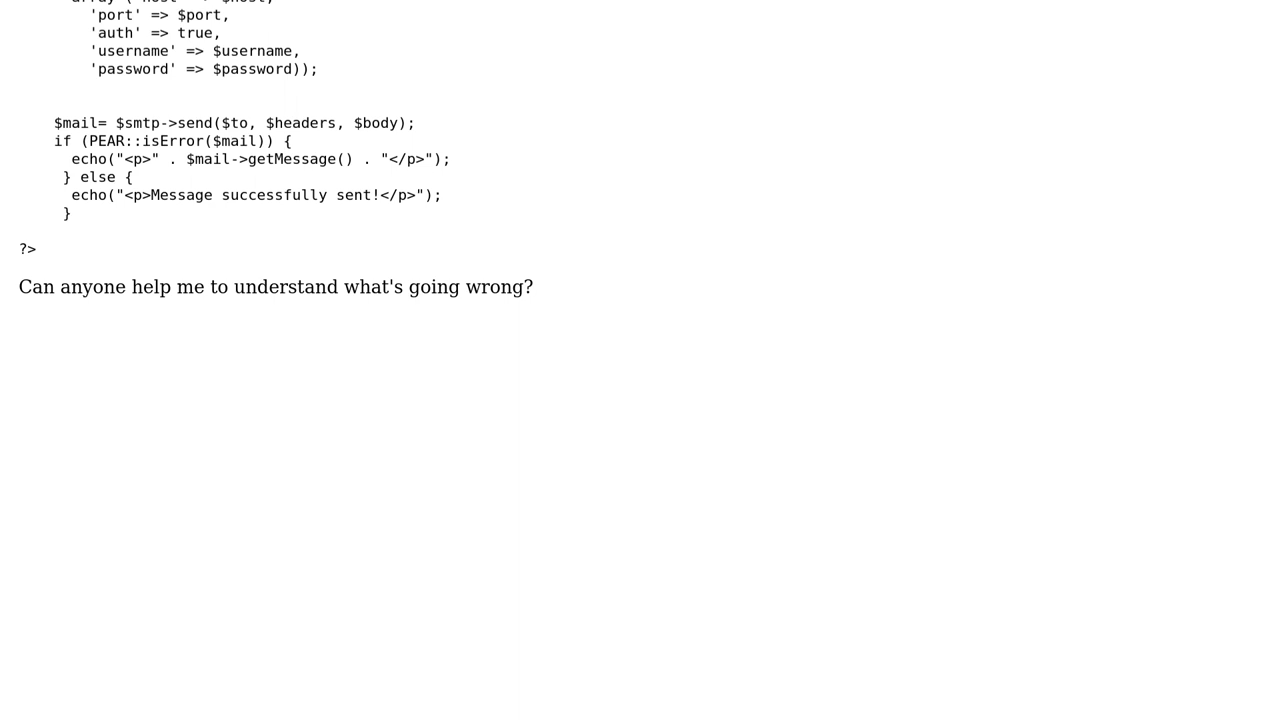 'port' => $port,
'auth' => true,
'username' => $username,
'password' => $password));
$mail= $smtp->send($to, $headers, $body);
if (PEAR::isError($mail)) {
echo("<p>" . $mail->getMessage() . "</p>");
} else {
echo("<p>Message successfully sent!</p>");
}
?>
Can anyone help me to understand what's going wrong?